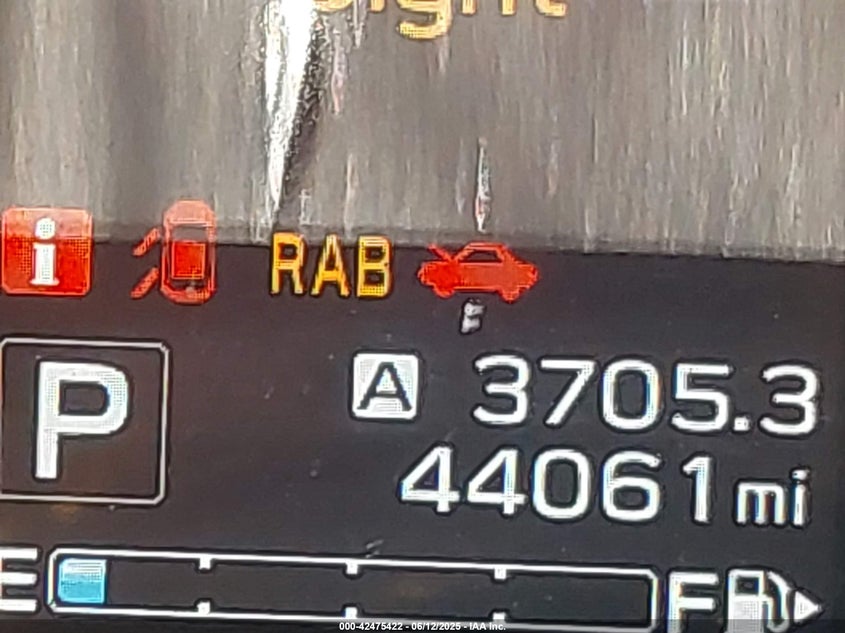 i RAB
P A 3705.3
44061 mi
E F
000-42475422 - 06/12/2025 - IAA Inc.